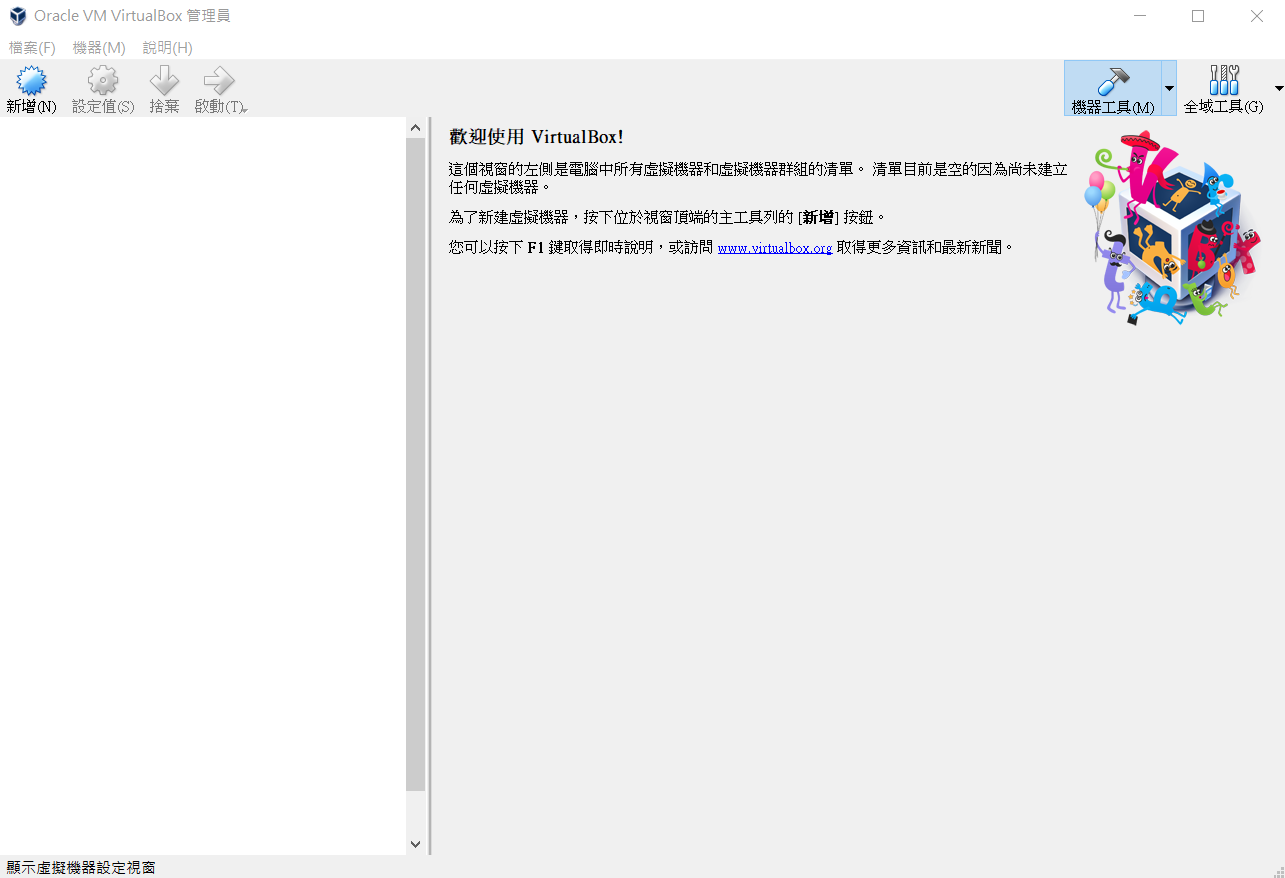 Oracle VM VirtualBox 管理員
檔案(F) 機器(M) 說明(H)
新增(N) 設定值(S) 捨棄 啟動(T) 機器工具(M) 全域工具(G)
歡迎使用 VirtualBox!
這個視窗的左側是電腦中所有虛擬機器和虛擬機器群組的清單。 清單目前是空的因為尚未建立
任何虛擬機器。
為了新建虛擬機器，按下位於視窗頂端的主工具列的 [新增] 按鈕。
您可以按下 F1 鍵取得即時說明，或訪問 www.virtualbox.org 取得更多資訊和最新新聞。
顯示虛擬機器設定視窗